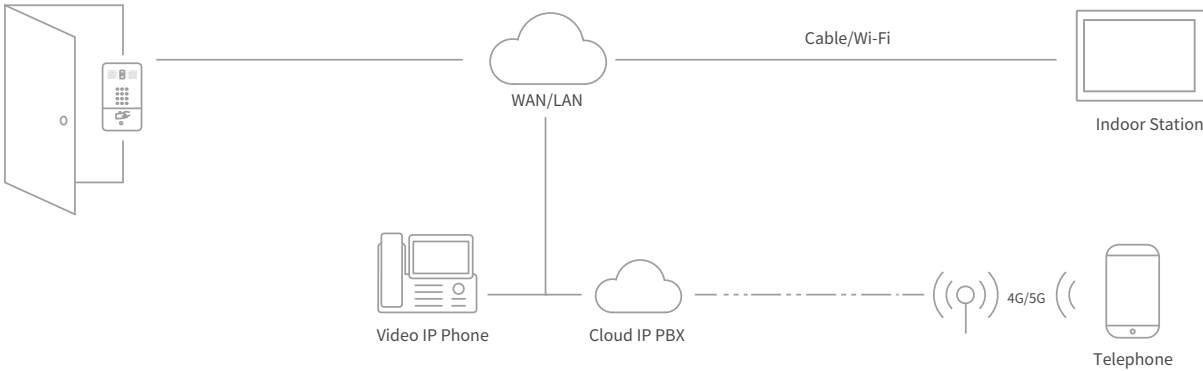 Cable/Wi-Fi
WAN/LAN
Indoor Station
4G/5G
Video IP Phone
Cloud IP PBX
Telephone